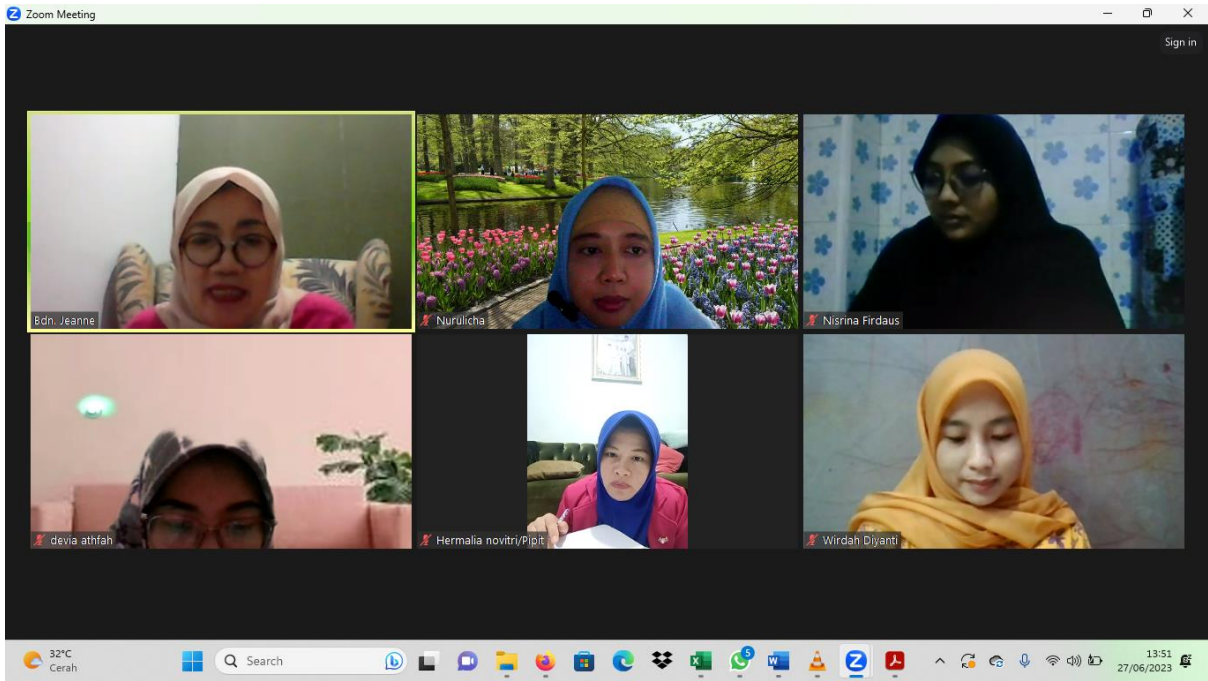 Zoom Meeting
Sign in
Bdn. Jeanne
Nurulicha
Nisrina Firdaus
devia athfah
Hermalia novitri/Pipit
Wirdah Diyanti
32°C
Cerah
Search
5
13:51
27/06/2023